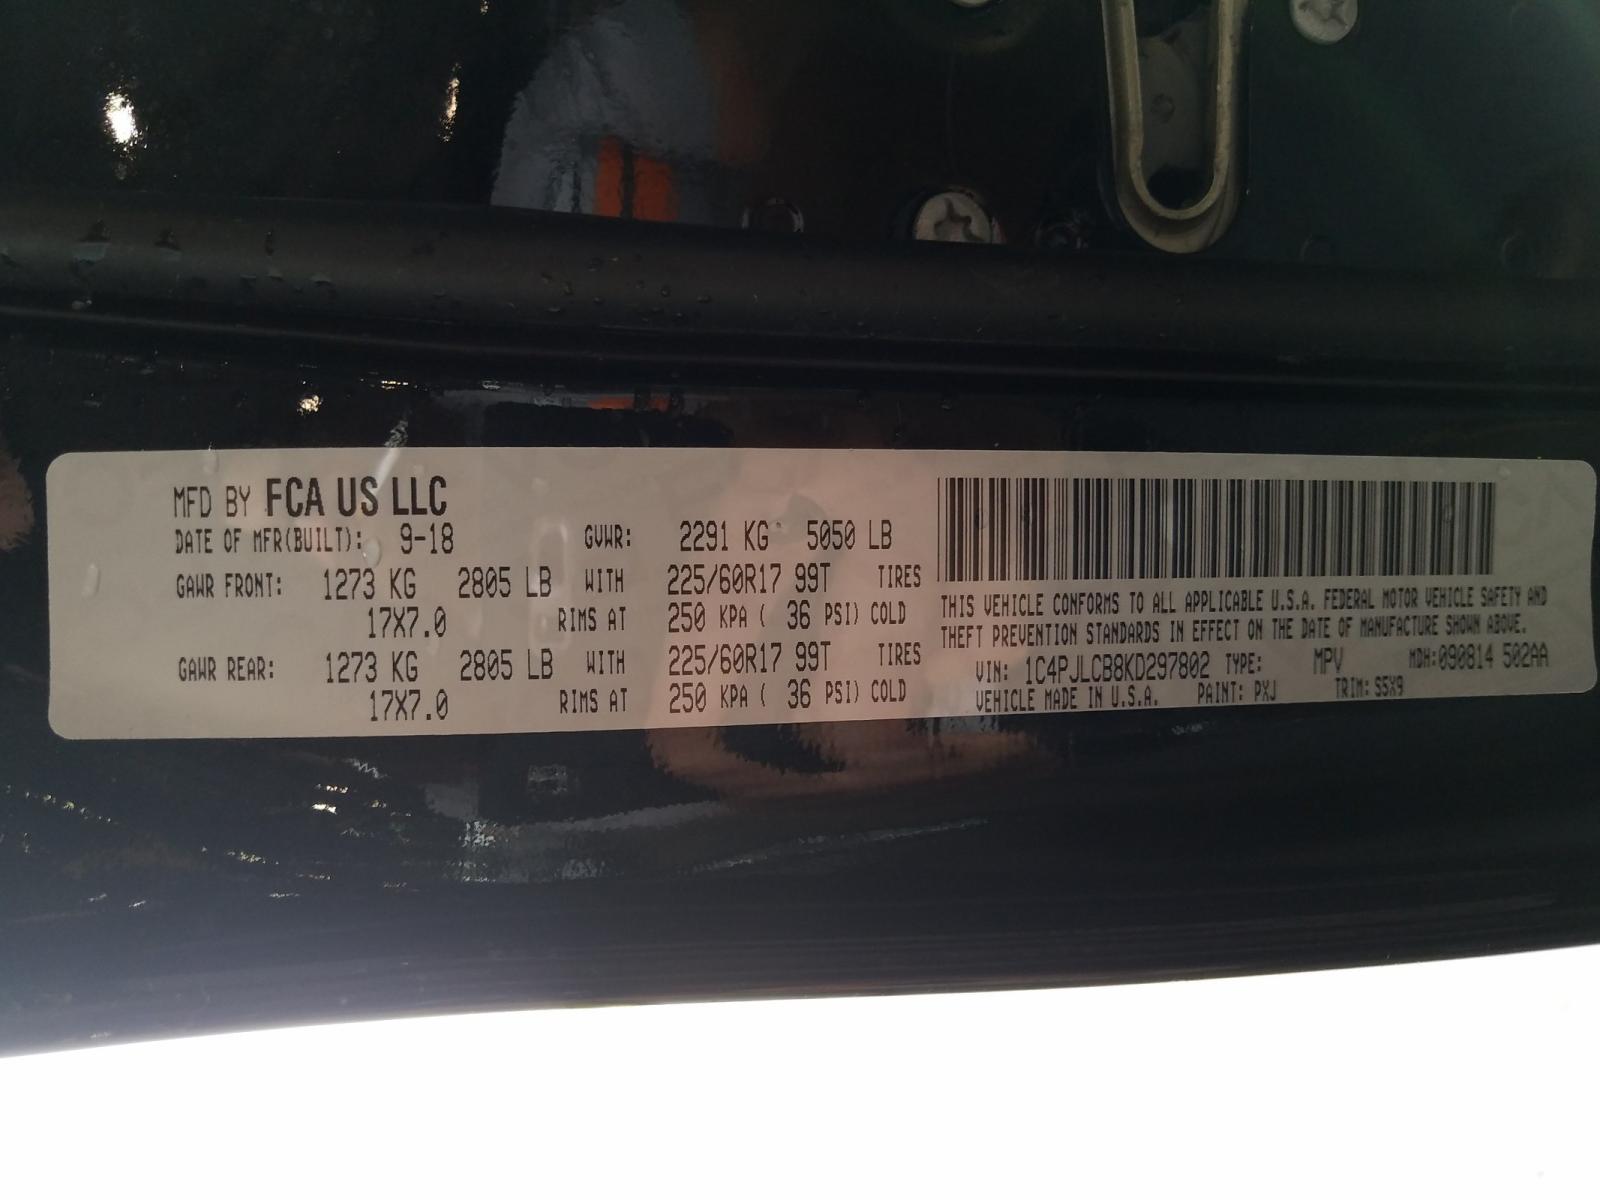 MFD BY FCA US LLC
DATE OF MFR(BUILT): 9-18 GVWR: 2291 KG 5050 LB
GAWR FRONT: 1273 KG 2805 LB WITH 225/60R17 99T TIRES
17X7.0 RIMS AT 250 KPA ( 36 PSI) COLD
GAWR REAR: 1273 KG 2805 LB WITH 225/60R17 99T TIRES
17X7.0 RIMS AT 250 KPA ( 36 PSI) COLD
THIS VEHICLE CONFORMS TO ALL APPLICABLE U.S.A. FEDERAL MOTOR VEHICLE SAFETY AND
THEFT PREVENTION STANDARDS IN EFFECT ON THE DATE OF MANUFACTURE SHOWN ABOVE.
VIN: 1C4PJLCB8KD297802 TYPE: MPV MDH:090814 502AA
VEHICLE MADE IN U.S.A. PAINT: PXJ TRIM: S5X9